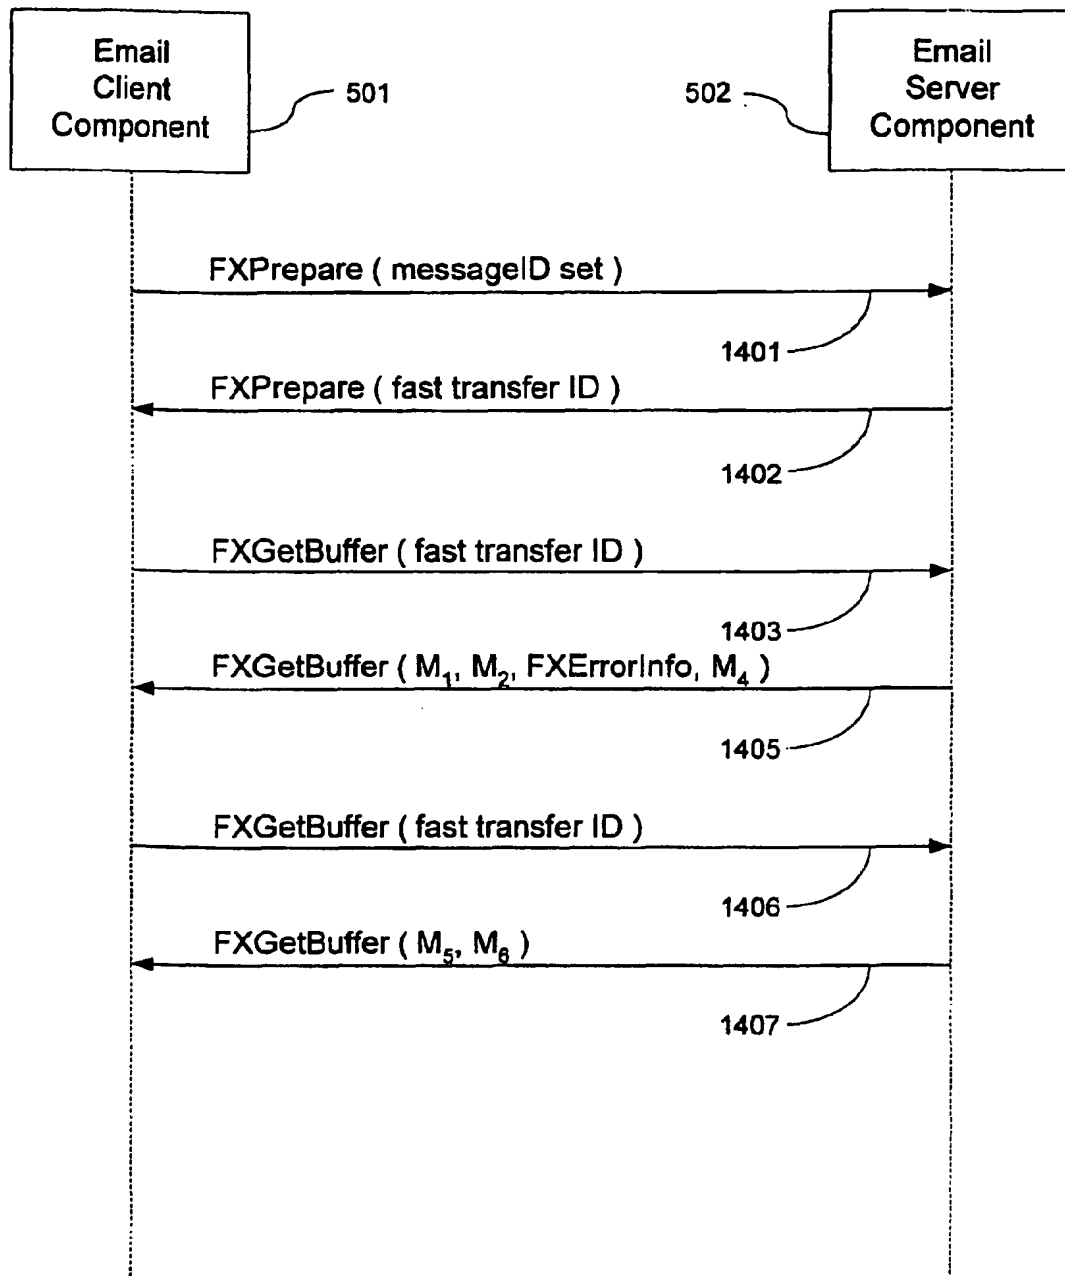 Email
Client
Component
501
502
Email
Server
Component
FXPrepare ( messageID set )
1401
FXPrepare ( fast transfer ID )
1402
FXGetBuffer ( fast transfer ID )
1403
FXGetBuffer ( M₁, M₂, FXErrorInfo, M₄ )
1405
FXGetBuffer ( fast transfer ID )
1406
FXGetBuffer ( M₅, M₆ )
1407